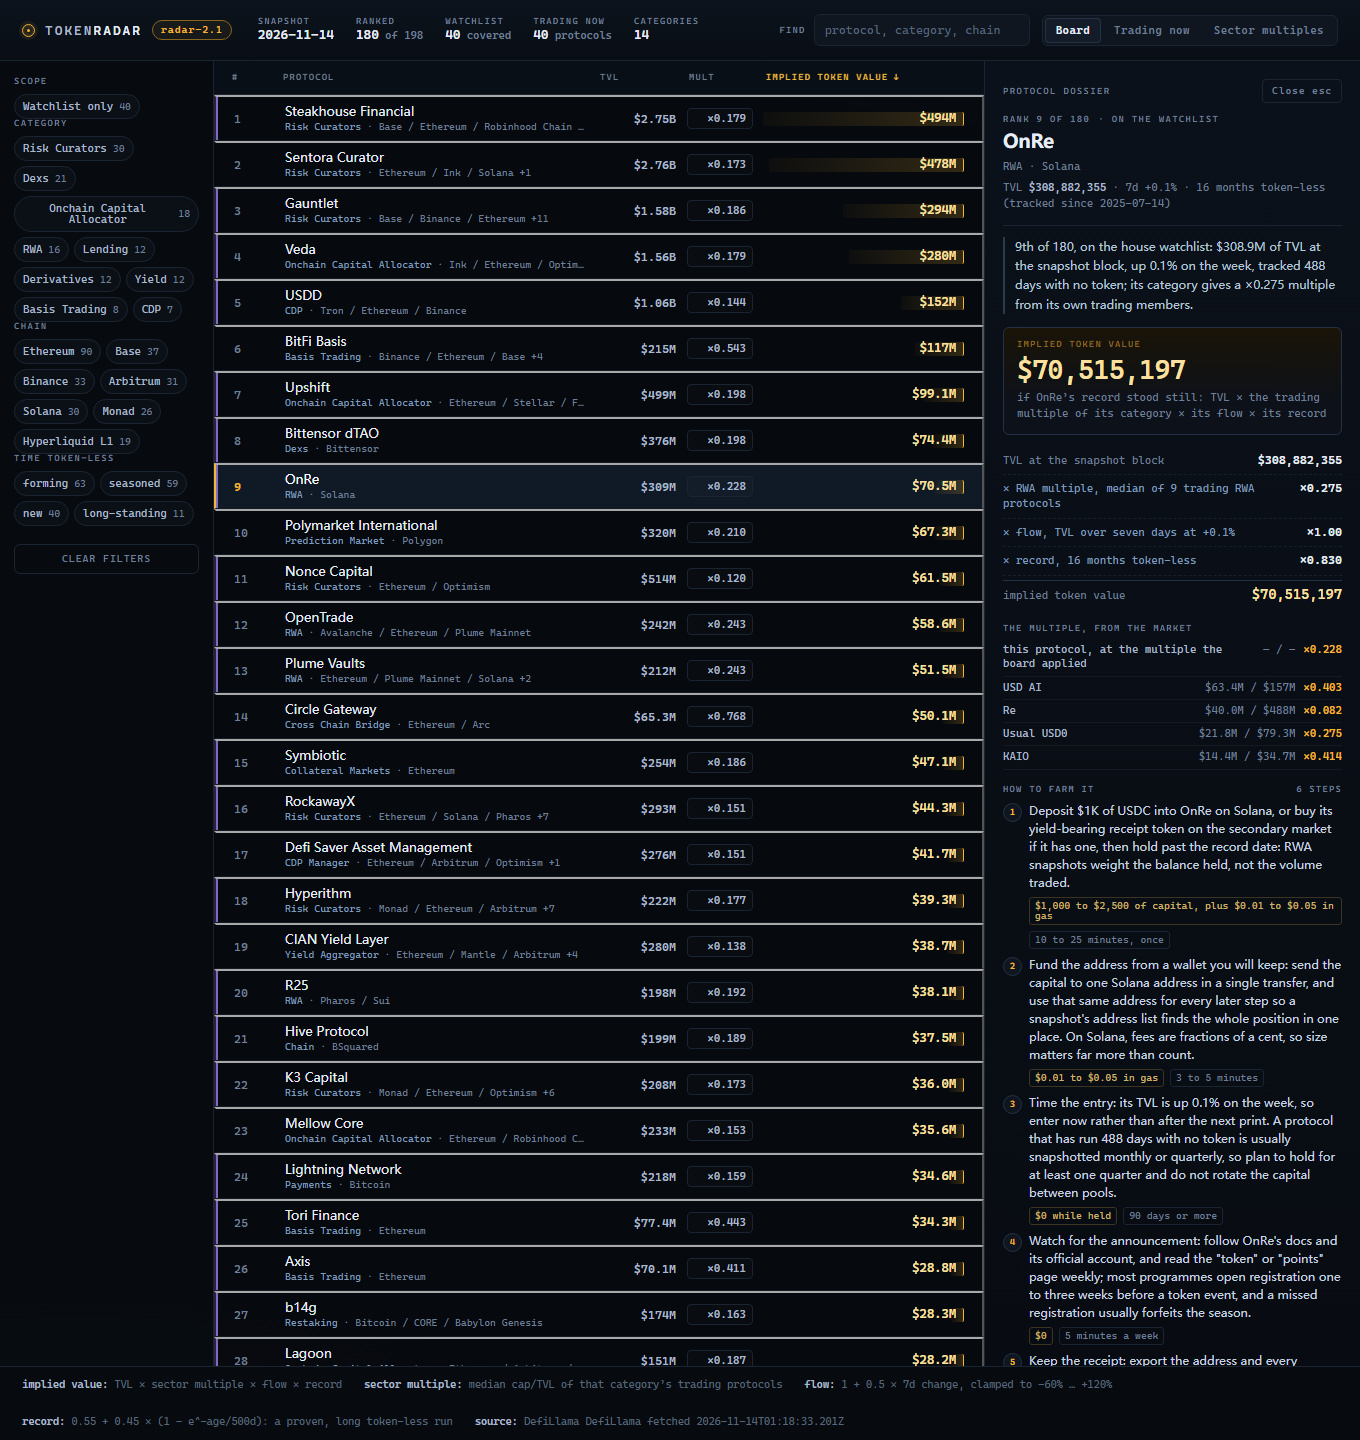 TOKENRADAR radar-2.1
SNAPSHOT 2026-11-14
RANKED 180 of 198
WATCHLIST 40 covered
TRADING NOW 40 protocols
CATEGORIES 14
FIND protocol, category, chain
Board Trading now Sector multiples
SCOPE
Watchlist only 40
CATEGORY
Risk Curators 30
Dexs 21
Onchain Capital Allocator 18
RWA 16 Lending 12
Derivatives 12 Yield 12
Basis Trading 8 CDP 7
CHAIN
Ethereum 90 Base 37
Binance 33 Arbitrum 31
Solana 30 Monad 26
Hyperliquid L1 19
TIME TOKEN-LESS
forming 63 seasoned 59
new 40 long-standing 11
CLEAR FILTERS
# PROTOCOL TVL MULT IMPLIED TOKEN VALUE ↓
1 Steakhouse Financial $2.75B ×0.179 $494M
Risk Curators · Base / Ethereum / Robinhood Chain …
2 Sentora Curator $2.76B ×0.173 $478M
Risk Curators · Ethereum / Ink / Solana +1
3 Gauntlet $1.58B ×0.186 $294M
Risk Curators · Base / Binance / Ethereum +11
4 Veda $1.56B ×0.179 $280M
Onchain Capital Allocator · Ink / Ethereum / Optim…
5 USDD $1.06B ×0.144 $152M
CDP · Tron / Ethereum / Binance
6 BitFi Basis $215M ×0.543 $117M
Basis Trading · Binance / Ethereum / Base +4
7 Upshift $499M ×0.198 $99.1M
Onchain Capital Allocator · Ethereum / Stellar / F…
8 Bittensor dTAO $376M ×0.198 $74.4M
Dexs · Bittensor
9 OnRe $309M ×0.228 $70.5M
RWA · Solana
10 Polymarket International $320M ×0.210 $67.3M
Prediction Market · Polygon
11 Nonce Capital $514M ×0.120 $61.5M
Risk Curators · Ethereum / Optimism
12 OpenTrade $242M ×0.243 $58.6M
RWA · Avalanche / Ethereum / Plume Mainnet
13 Plume Vaults $212M ×0.243 $51.5M
RWA · Ethereum / Plume Mainnet / Solana +2
14 Circle Gateway $65.3M ×0.768 $50.1M
Cross Chain Bridge · Ethereum / Arc
15 Symbiotic $254M ×0.186 $47.1M
Collateral Markets · Ethereum
16 RockawayX $293M ×0.151 $44.3M
Risk Curators · Ethereum / Solana / Pharos +7
17 Defi Saver Asset Management $276M ×0.151 $41.7M
CDP Manager · Ethereum / Arbitrum / Optimism +1
18 Hyperithm $222M ×0.177 $39.3M
Risk Curators · Monad / Ethereum / Arbitrum +7
19 CIAN Yield Layer $280M ×0.138 $38.7M
Yield Aggregator · Ethereum / Mantle / Arbitrum +4
20 R25 $198M ×0.192 $38.1M
RWA · Pharos / Sui
21 Hive Protocol $199M ×0.189 $37.5M
Chain · BSquared
22 K3 Capital $208M ×0.173 $36.0M
Risk Curators · Monad / Ethereum / Optimism +6
23 Mellow Core $233M ×0.153 $35.6M
Onchain Capital Allocator · Ethereum / Robinhood C…
24 Lightning Network $218M ×0.159 $34.6M
Payments · Bitcoin
25 Tori Finance $77.4M ×0.443 $34.3M
Basis Trading · Ethereum
26 Axis $70.1M ×0.411 $28.8M
Basis Trading · Ethereum
27 b14g $174M ×0.163 $28.3M
Restaking · Bitcoin / CORE / Babylon Genesis
28 Lagoon $151M ×0.187 $28.2M
PROTOCOL DOSSIER Close esc
RANK 9 OF 180 · ON THE WATCHLIST
OnRe
RWA · Solana
TVL $308,882,355 · 7d +0.1% · 16 months token-less
(tracked since 2025-07-14)
9th of 180, on the house watchlist: $308.9M of TVL at
the snapshot block, up 0.1% on the week, tracked 488
days with no token; its category gives a ×0.275 multiple
from its own trading members.
IMPLIED TOKEN VALUE
$70,515,197
if OnRe's record stood still: TVL × the trading
multiple of its category × its flow × its record
TVL at the snapshot block $308,882,355
× RWA multiple, median of 9 trading RWA ×0.275
protocols
× flow, TVL over seven days at +0.1% ×1.00
× record, 16 months token-less ×0.830
implied token value $70,515,197
THE MULTIPLE, FROM THE MARKET
this protocol, at the multiple the — / — ×0.228
board applied
USD AI $63.4M / $157M ×0.403
Re $40.0M / $488M ×0.082
Usual USD0 $21.8M / $79.3M ×0.275
KAIO $14.4M / $34.7M ×0.414
HOW TO FARM IT 6 STEPS
1 Deposit $1K of USDC into OnRe on Solana, or buy its
yield-bearing receipt token on the secondary market
if it has one, then hold past the record date: RWA
snapshots weight the balance held, not the volume
traded.
$1,000 to $2,500 of capital, plus $0.01 to $0.05 in
gas
10 to 25 minutes, once
2 Fund the address from a wallet you will keep: send the
capital to one Solana address in a single transfer, and
use that same address for every later step so a
snapshot's address list finds the whole position in one
place. On Solana, fees are fractions of a cent, so size
matters far more than count.
$0.01 to $0.05 in gas 3 to 5 minutes
3 Time the entry: its TVL is up 0.1% on the week, so
enter now rather than after the next print. A protocol
that has run 488 days with no token is usually
snapshotted monthly or quarterly, so plan to hold for
at least one quarter and do not rotate the capital
between pools.
$0 while held 90 days or more
4 Watch for the announcement: follow OnRe's docs and
its official account, and read the "token" or "points"
page weekly; most programmes open registration one
to three weeks before a token event, and a missed
registration usually forfeits the season.
$0 5 minutes a week
5 Keep the receipt: export the address and every
implied value: TVL × sector multiple × flow × record sector multiple: median cap/TVL of that category's trading protocols flow: 1 + 0.5 × 7d change, clamped to −60% … +120%
record: 0.55 + 0.45 × (1 − e^-age/500d): a proven, long token-less run source: DefiLlama DefiLlama fetched 2026-11-14T01:18:33.201Z